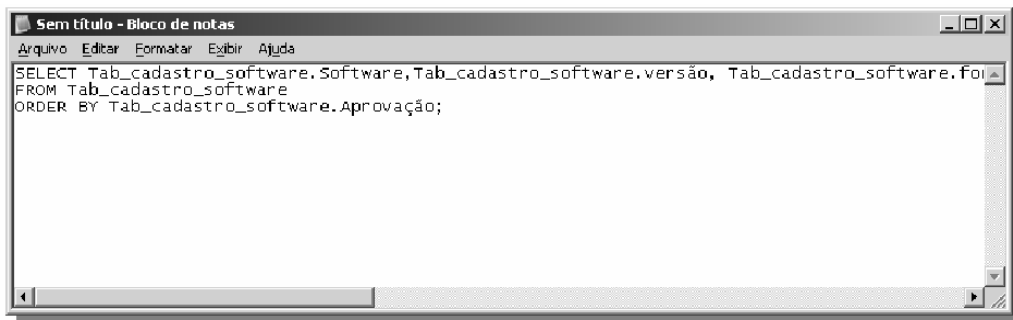 Sem título - Bloco de notas
Arquivo Editar Formatar Exibir Ajuda
SELECT Tab_cadastro_software.Software,Tab_cadastro_software.versão, Tab_cadastro_software.fo
FROM Tab_cadastro_software
ORDER BY Tab_cadastro_software.Aprovação;